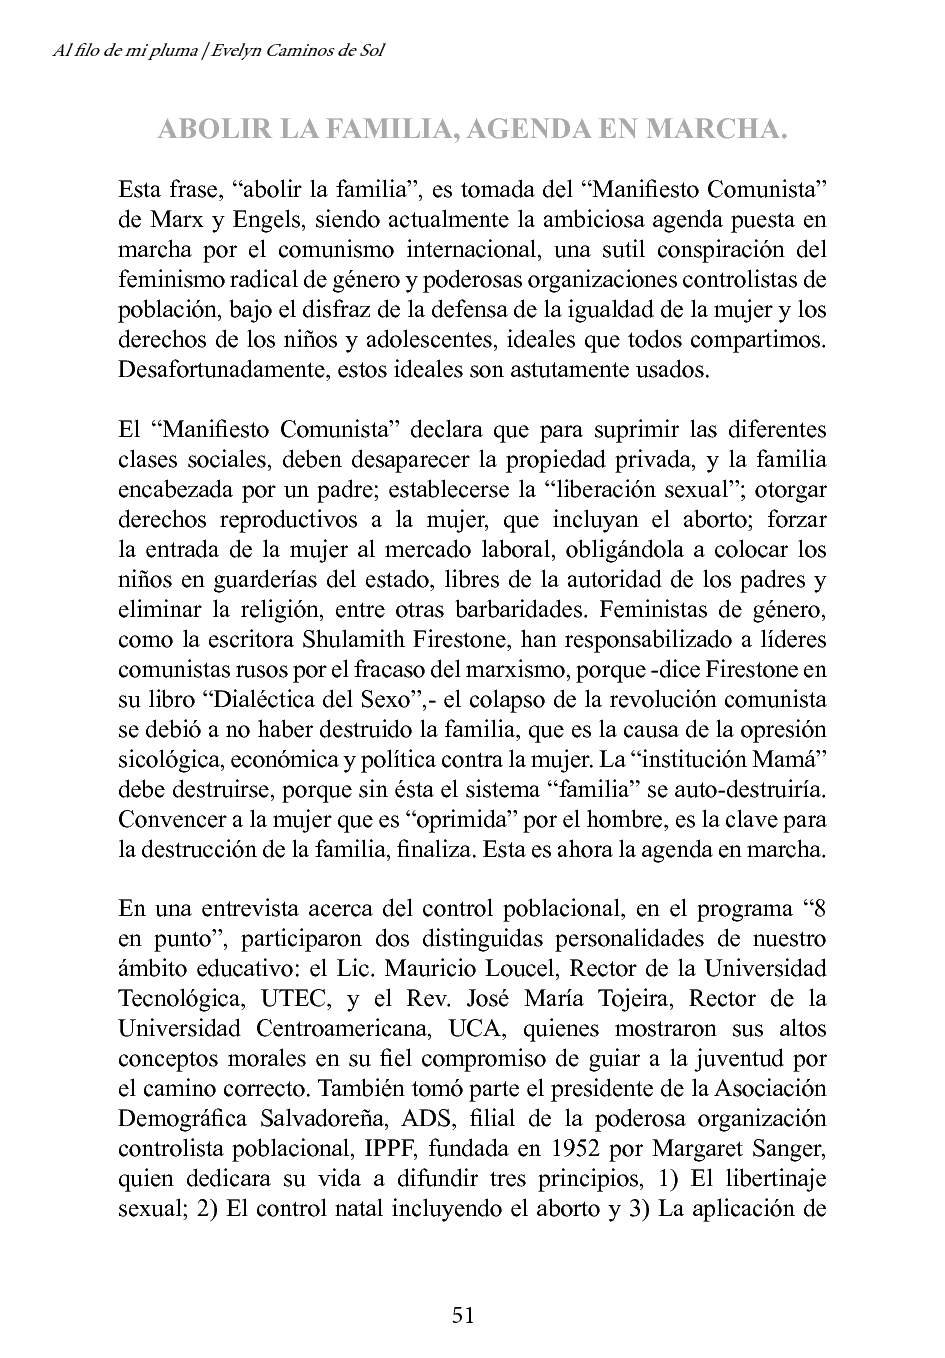 Al filo de mi pluma | Evelyn Caminos de Sol
ABOLIR LA FAMILIA, AGENDA EN MARCHA.
Esta frase, “abolir la familia”, es tomada del “Manifiesto Comunista”
de Marx y Engels, siendo actualmente la ambiciosa agenda puesta en
marcha por el comunismo internacional, una sutil conspiración del
feminismo radical de género y poderosas organizaciones controlistas de
población, bajo el disfraz de la defensa de la igualdad de la mujer y los
derechos de los niños y adolescentes, ideales que todos compartimos.
Desafortunadamente, estos ideales son astutamente usados.
El “Manifiesto Comunista” declara que para suprimir las diferentes
clases sociales, deben desaparecer la propiedad privada, y la familia
encabezada por un padre; establecerse la “liberación sexual”; otorgar
derechos reproductivos a la mujer, que incluyan el aborto; forzar
la entrada de la mujer al mercado laboral, obligándola a colocar los
niños en guarderías del estado, libres de la autoridad de los padres y
eliminar la religión, entre otras barbaridades. Feministas de género,
como la escritora Shulamith Firestone, han responsabilizado a líderes
comunistas rusos por el fracaso del marxismo, porque -dice Firestone en
su libro “Dialéctica del Sexo”,- el colapso de la revolución comunista
se debió a no haber destruido la familia, que es la causa de la opresión
sicológica, económica y política contra la mujer. La “institución Mamá”
debe destruirse, porque sin ésta el sistema “familia” se auto-destruiría.
Convencer a la mujer que es “oprimida” por el hombre, es la clave para
la destrucción de la familia, finaliza. Esta es ahora la agenda en marcha.
En una entrevista acerca del control poblacional, en el programa “8
en punto”, participaron dos distinguidas personalidades de nuestro
ámbito educativo: el Lic. Mauricio Loucel, Rector de la Universidad
Tecnológica, UTEC, y el Rev. José María Tojeira, Rector de la
Universidad Centroamericana, UCA, quienes mostraron sus altos
conceptos morales en su fiel compromiso de guiar a la juventud por
el camino correcto. También tomó parte el presidente de la Asociación
Demográfica Salvadoreña, ADS, filial de la poderosa organización
controlista poblacional, IPPF, fundada en 1952 por Margaret Sanger,
quien dedicara su vida a difundir tres principios, 1) El libertinaje
sexual; 2) El control natal incluyendo el aborto y 3) La aplicación de
51